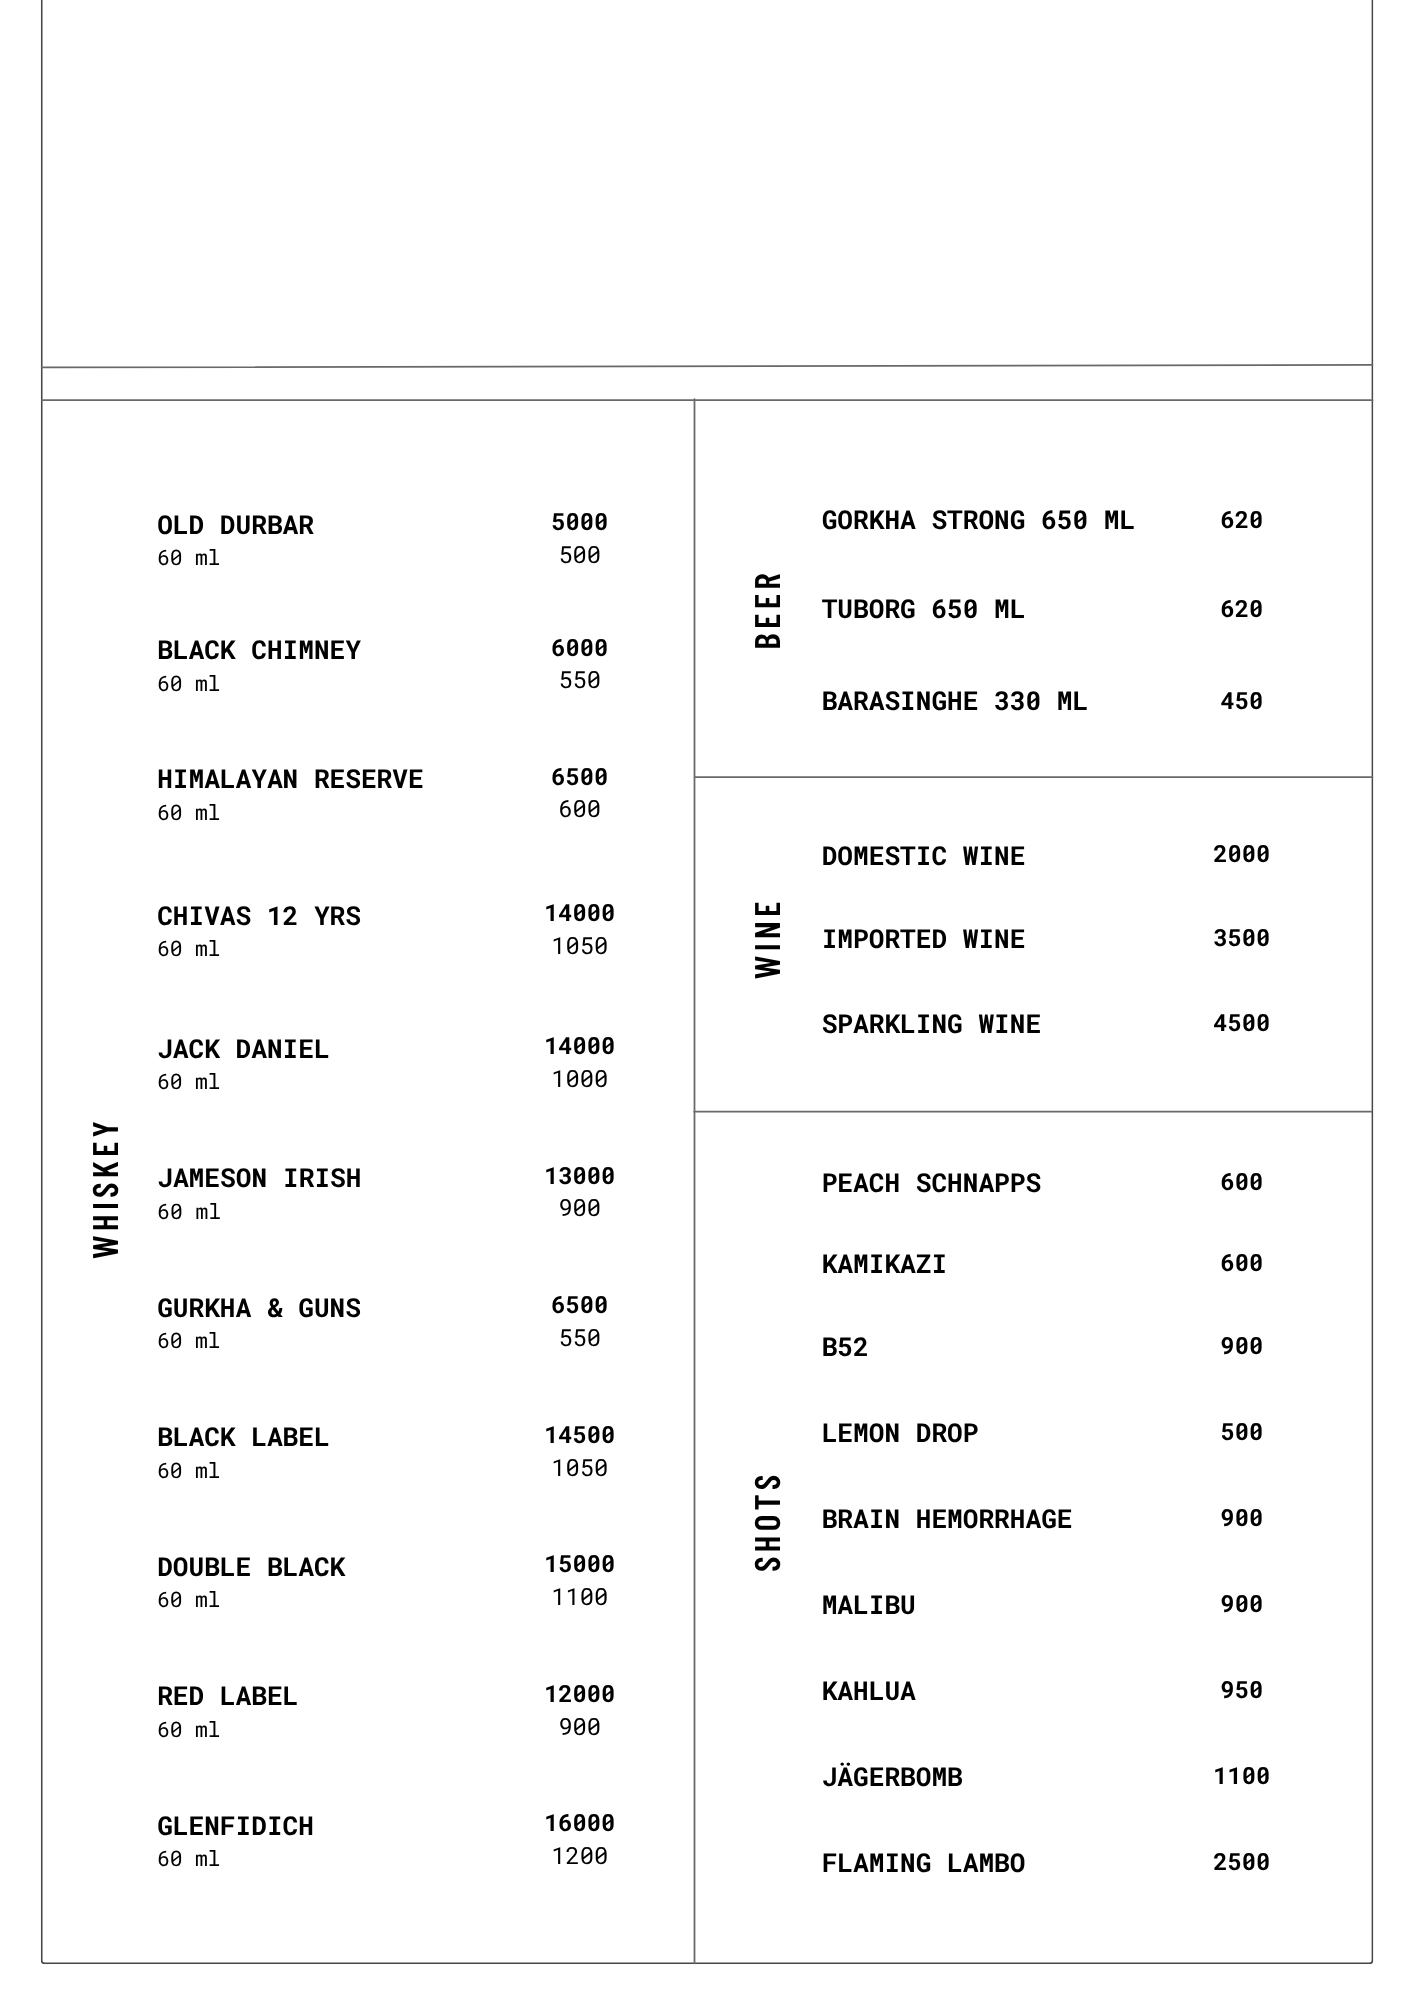 WHISKEY
OLD DURBAR 5000
60 ml 500
BLACK CHIMNEY 6000
60 ml 550
HIMALAYAN RESERVE 6500
60 ml 600
CHIVAS 12 YRS 14000
60 ml 1050
JACK DANIEL 14000
60 ml 1000
JAMESON IRISH 13000
60 ml 900
GURKHA & GUNS 6500
60 ml 550
BLACK LABEL 14500
60 ml 1050
DOUBLE BLACK 15000
60 ml 1100
RED LABEL 12000
60 ml 900
GLENFIDICH 16000
60 ml 1200
BEER
GORKHA STRONG 650 ML 620
TUBORG 650 ML 620
BARASINGHE 330 ML 450
WINE
DOMESTIC WINE 2000
IMPORTED WINE 3500
SPARKLING WINE 4500
SHOTS
PEACH SCHNAPPS 600
KAMIKAZI 600
B52 900
LEMON DROP 500
BRAIN HEMORRHAGE 900
MALIBU 900
KAHLUA 950
JÄGERBOMB 1100
FLAMING LAMBO 2500